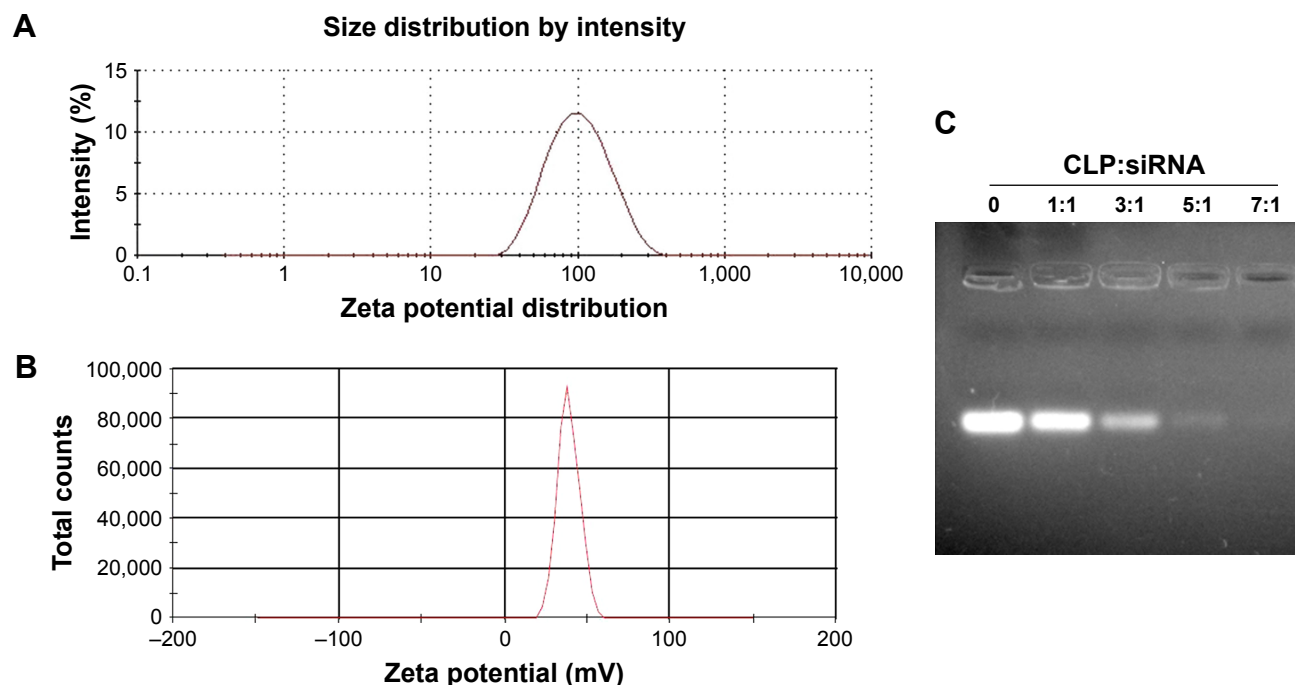 A
Size distribution by intensity
15
10
5
0
Intensity (%)
0.1 1 10 100 1,000 10,000
Zeta potential distribution
B
100,000
80,000
60,000
40,000
20,000
0
Total counts
–200 –100 0 100 200
Zeta potential (mV)
C
CLP:siRNA
0 1:1 3:1 5:1 7:1